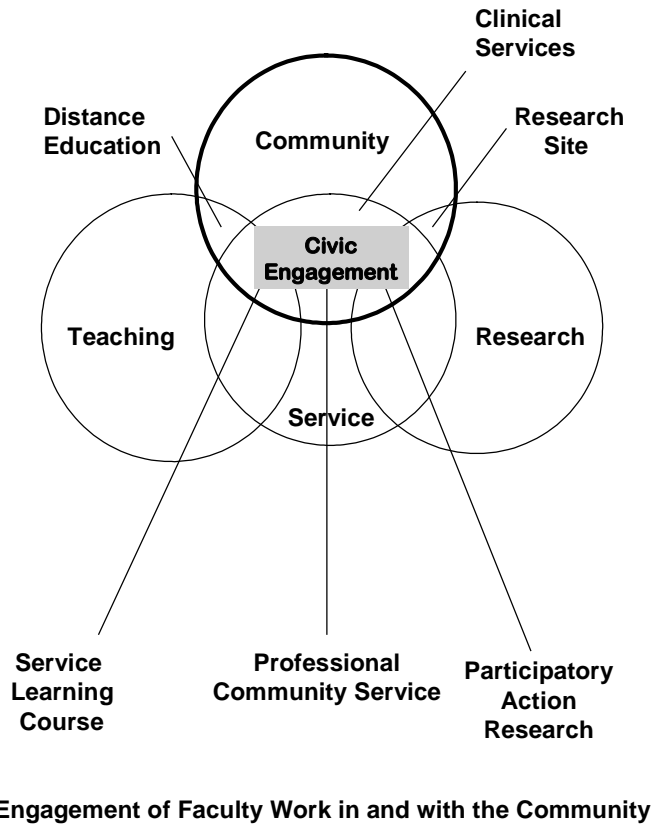 Clinical
Services
Distance
Education
Community
Research
Site
Civic
Engagement
Teaching
Research
Service
Service
Learning
Course
Professional
Community Service
Participatory
Action
Research
Engagement of Faculty Work in and with the Community